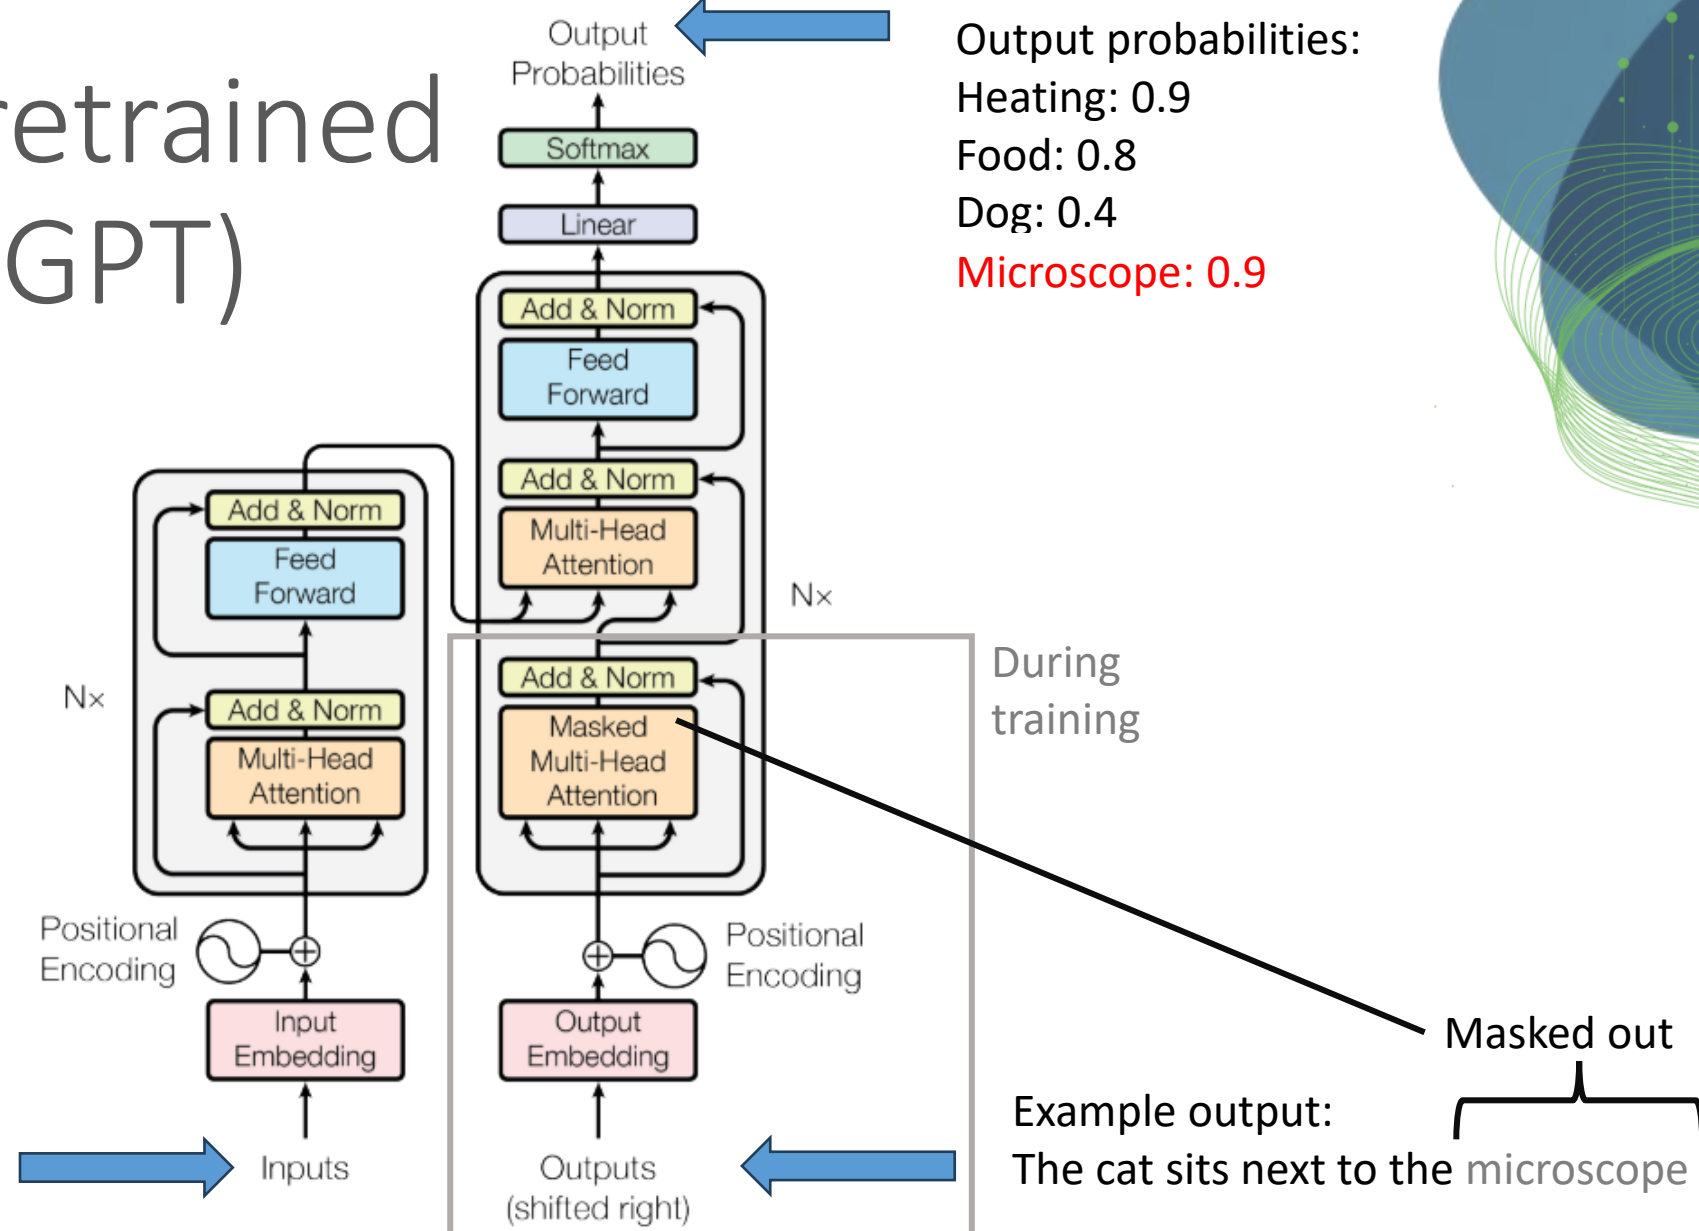 retrained
GPT)
Output
Probabilities
Softmax
Linear
Add & Norm
Feed
Forward
Add & Norm
Multi-Head
Attention
N×
Add & Norm
Masked
Multi-Head
Attention
Positional
Encoding
Output
Embedding
Outputs
(shifted right)
Add & Norm
Feed
Forward
N×
Add & Norm
Multi-Head
Attention
Positional
Encoding
Input
Embedding
Inputs
Output probabilities:
Heating: 0.9
Food: 0.8
Dog: 0.4
Microscope: 0.9
During
training
Masked out
Example output:
The cat sits next to the microscope